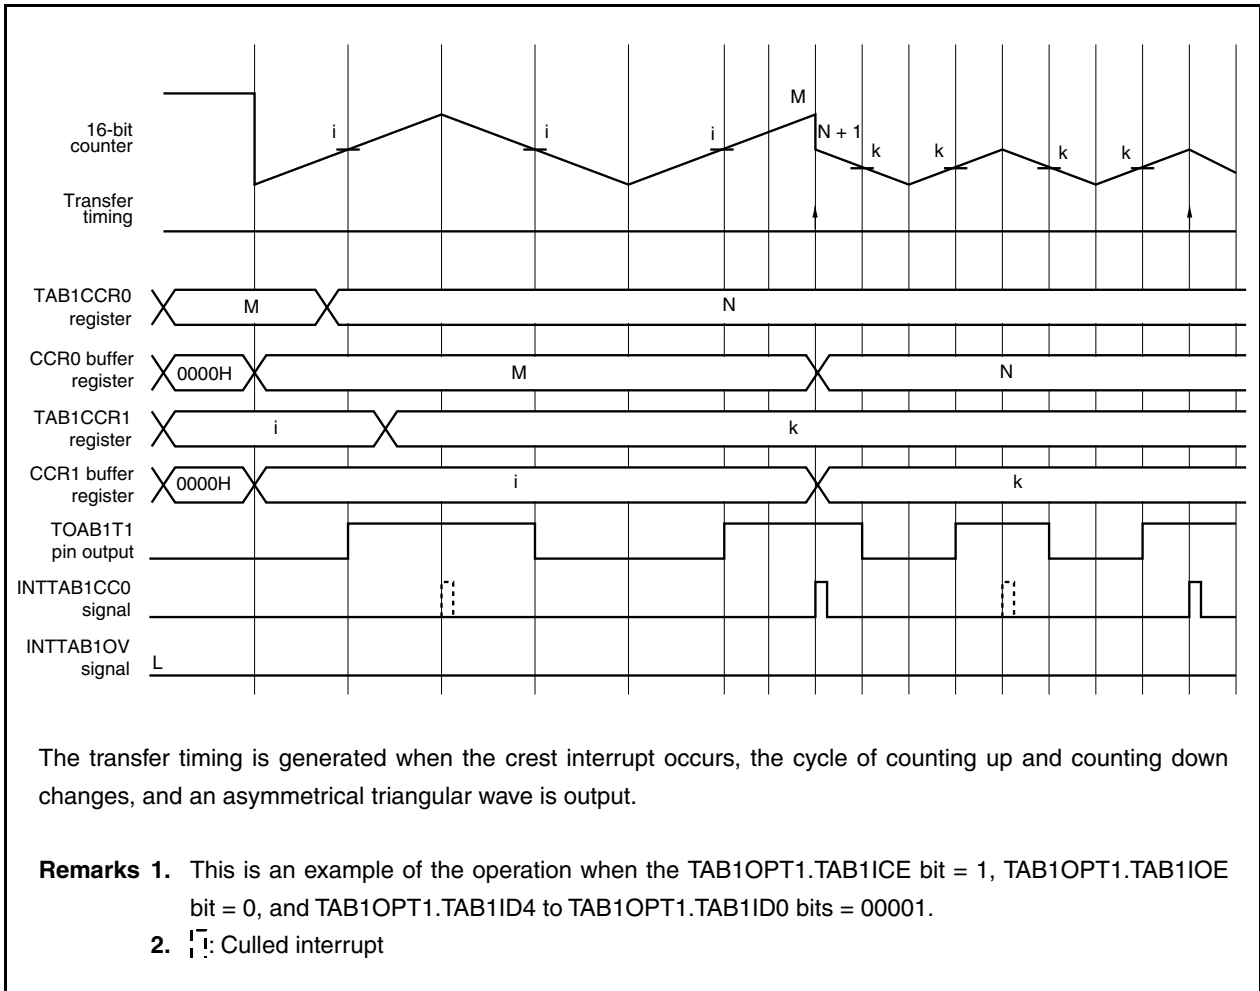 M
i i i N + 1
16-bit
counter
k k k k
Transfer
timing
TAB1CCR0
register
M N
CCR0 buffer
register
0000H M N
TAB1CCR1
register
i k
CCR1 buffer
register
0000H i k
TOAB1T1
pin output
INTTAB1CC0
signal
INTTAB1OV
signal
L
The transfer timing is generated when the crest interrupt occurs, the cycle of counting up and counting down
changes, and an asymmetrical triangular wave is output.
Remarks 1. This is an example of the operation when the TAB1OPT1.TAB1ICE bit = 1, TAB1OPT1.TAB1IOE
bit = 0, and TAB1OPT1.TAB1ID4 to TAB1OPT1.TAB1ID0 bits = 00001.
2. : Culled interrupt